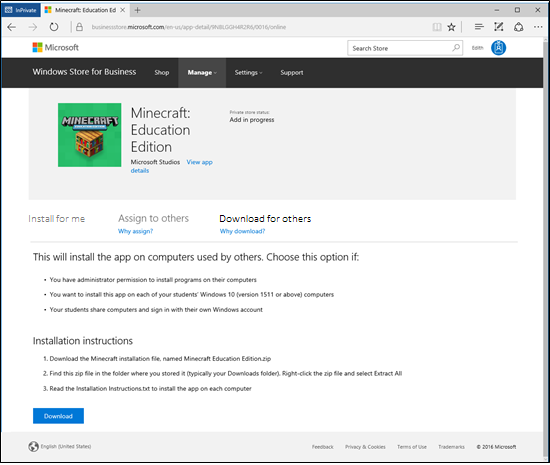 InPrivate
Minecraft: Education Ed
businessstore.microsoft.com/en-us/app-detail/9NBLGGH4R2R6/0016/online
Microsoft
Search Store
Edith
Windows Store for Business
Shop
Manage
Settings
Support
MINECRAFT
Minecraft:
Education
Edition
Microsoft Studios View app
details
Private store status:
Add in progress
Install for me
Assign to others
Why assign?
Download for others
Why download?
This will install the app on computers used by others. Choose this option if:
• You have administrator permission to install programs on their computers
• You want to install this app on each of your students' Windows 10 (version 1511 or above) computers
• Your students share computers and sign in with their own Windows account
Installation instructions
1. Download the Minecraft installation file, named Minecraft Education Edition.zip
2. Find this zip file in the folder where you stored it (typically your Downloads folder). Right-click the zip file and select Extract All
3. Read the Installation Instructions.txt to install the app on each computer
Download
English (United States)
Feedback
Privacy & Cookies
Terms of Use
Trademarks
© 2016 Microsoft